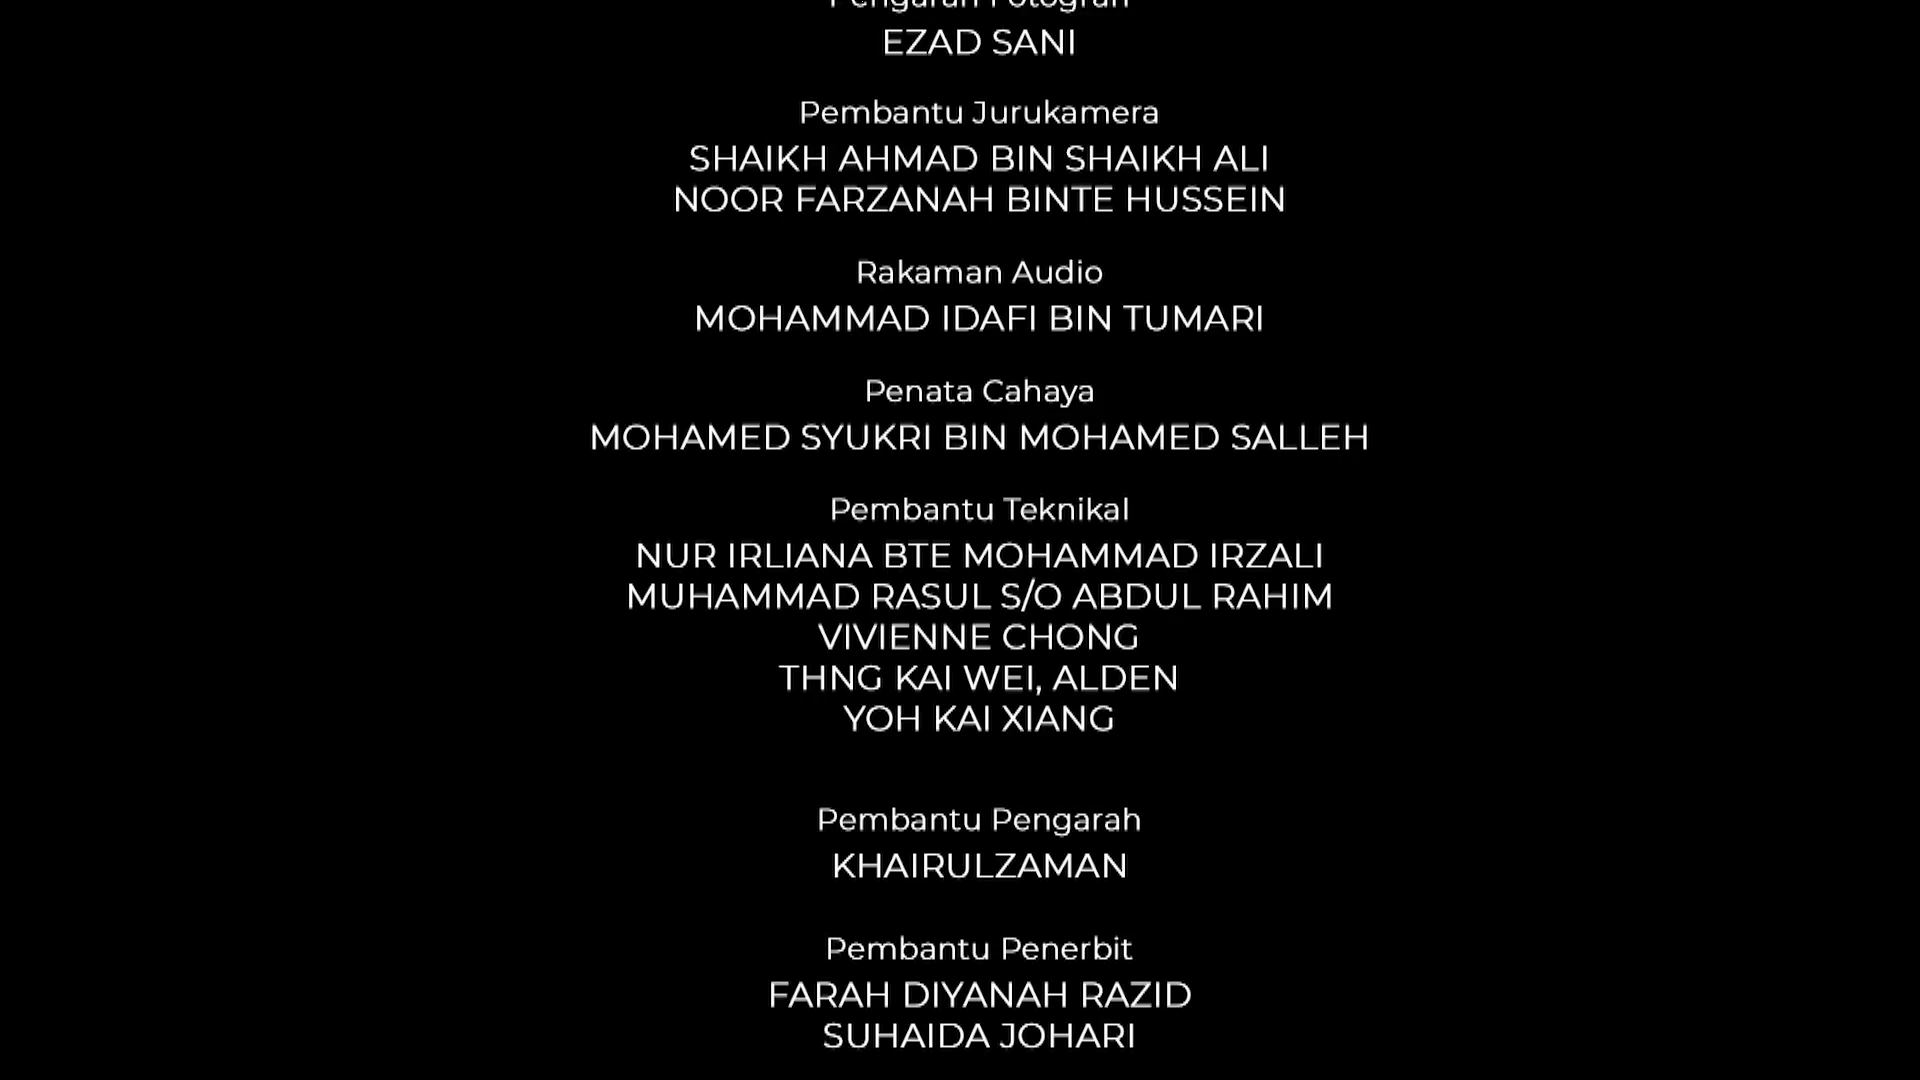 Pengarah Fotografi
EZAD SANI
Pembantu Jurukamera
SHAIKH AHMAD BIN SHAIKH ALI
NOOR FARZANAH BINTE HUSSEIN
Rakaman Audio
MOHAMMAD IDAFI BIN TUMARI
Penata Cahaya
MOHAMED SYUKRI BIN MOHAMED SALLEH
Pembantu Teknikal
NUR IRLIANA BTE MOHAMMAD IRZALI
MUHAMMAD RASUL S/O ABDUL RAHIM
VIVIENNE CHONG
THNG KAI WEI, ALDEN
YOH KAI XIANG
Pembantu Pengarah
KHAIRULZAMAN
Pembantu Penerbit
FARAH DIYANAH RAZID
SUHAIDA JOHARI